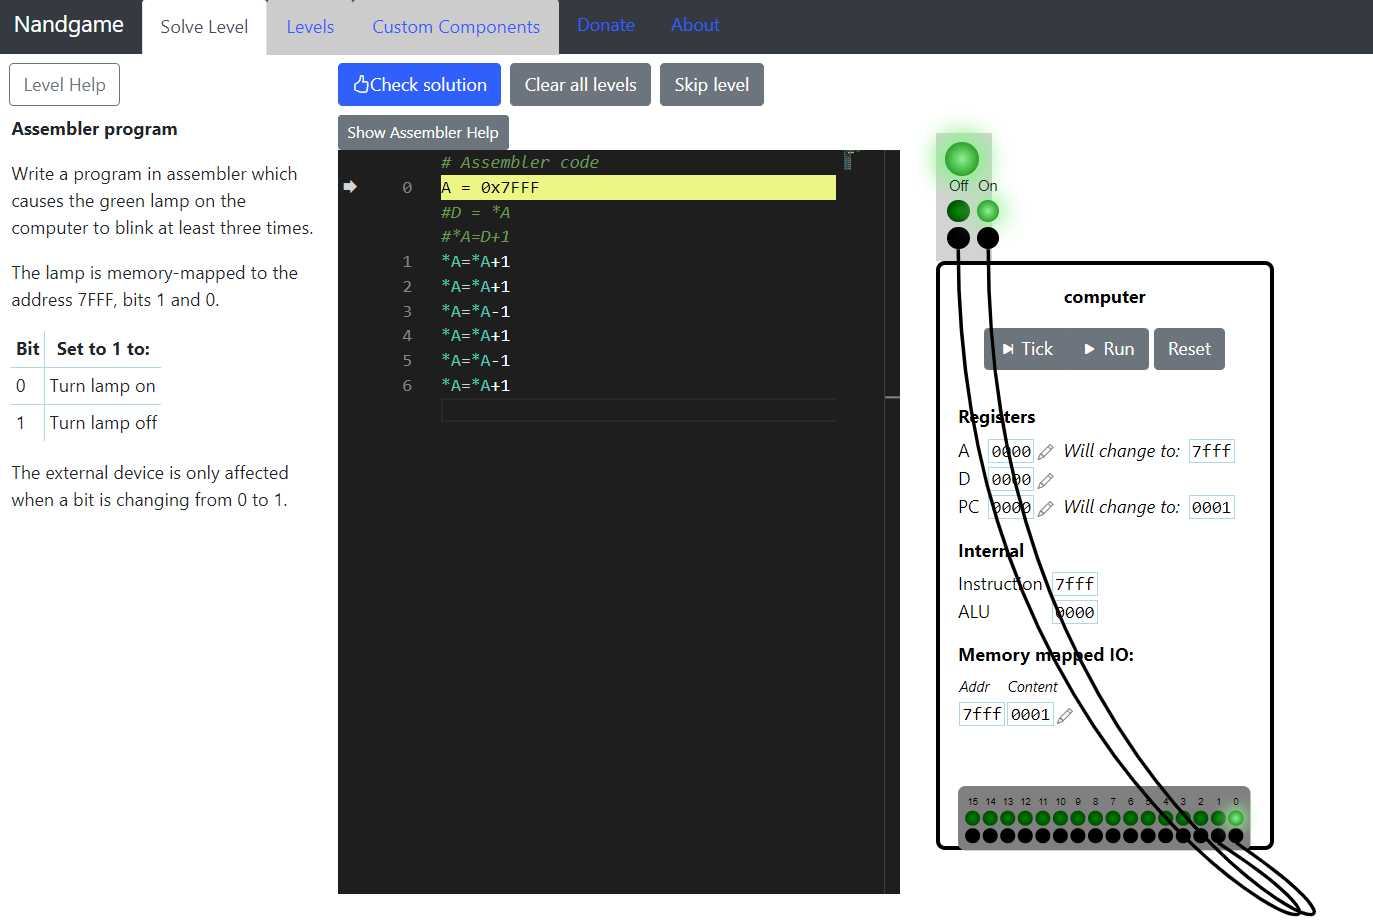 Nandgame Solve Level Levels Custom Components Donate About
Level Help
Check solution Clear all levels Skip level
Show Assembler Help
Assembler program
Write a program in assembler which
causes the green lamp on the
computer to blink at least three times.
The lamp is memory-mapped to the
address 7FFF, bits 1 and 0.
Bit Set to 1 to:
0 Turn lamp on
1 Turn lamp off
The external device is only affected
when a bit is changing from 0 to 1.
# Assembler code
0 A = 0x7FFF
#D = *A
#*A=D+1
1 *A=*A+1
2 *A=*A+1
3 *A=*A-1
4 *A=*A+1
5 *A=*A-1
6 *A=*A+1
Off On
computer
Tick Run Reset
Registers
A 0000 Will change to: 7fff
D 0000
PC 0000 Will change to: 0001
Internal
Instruction 7fff
ALU 0000
Memory mapped IO:
Addr Content
7fff 0001
15 14 13 12 11 10 9 8 7 6 5 4 3 2 1 0